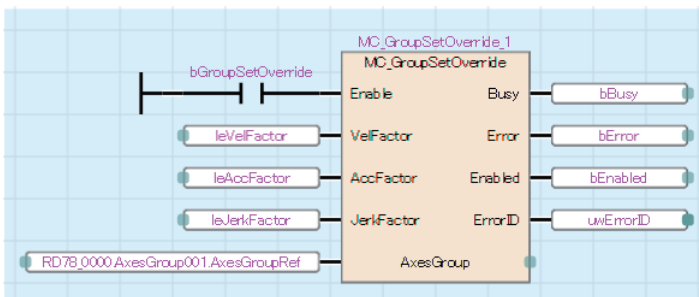 MC_GroupSetOverride_1
MC_GroupSetOverride
bGroupSetOverride
Enable Busy bBusy
leVelFactor VelFactor Error bError
leAccFactor AccFactor Enabled bEnabled
leJerkFactor JerkFactor ErrorID uwErrorID
RD78_0000.AxesGroup001.AxesGroupRef AxesGroup